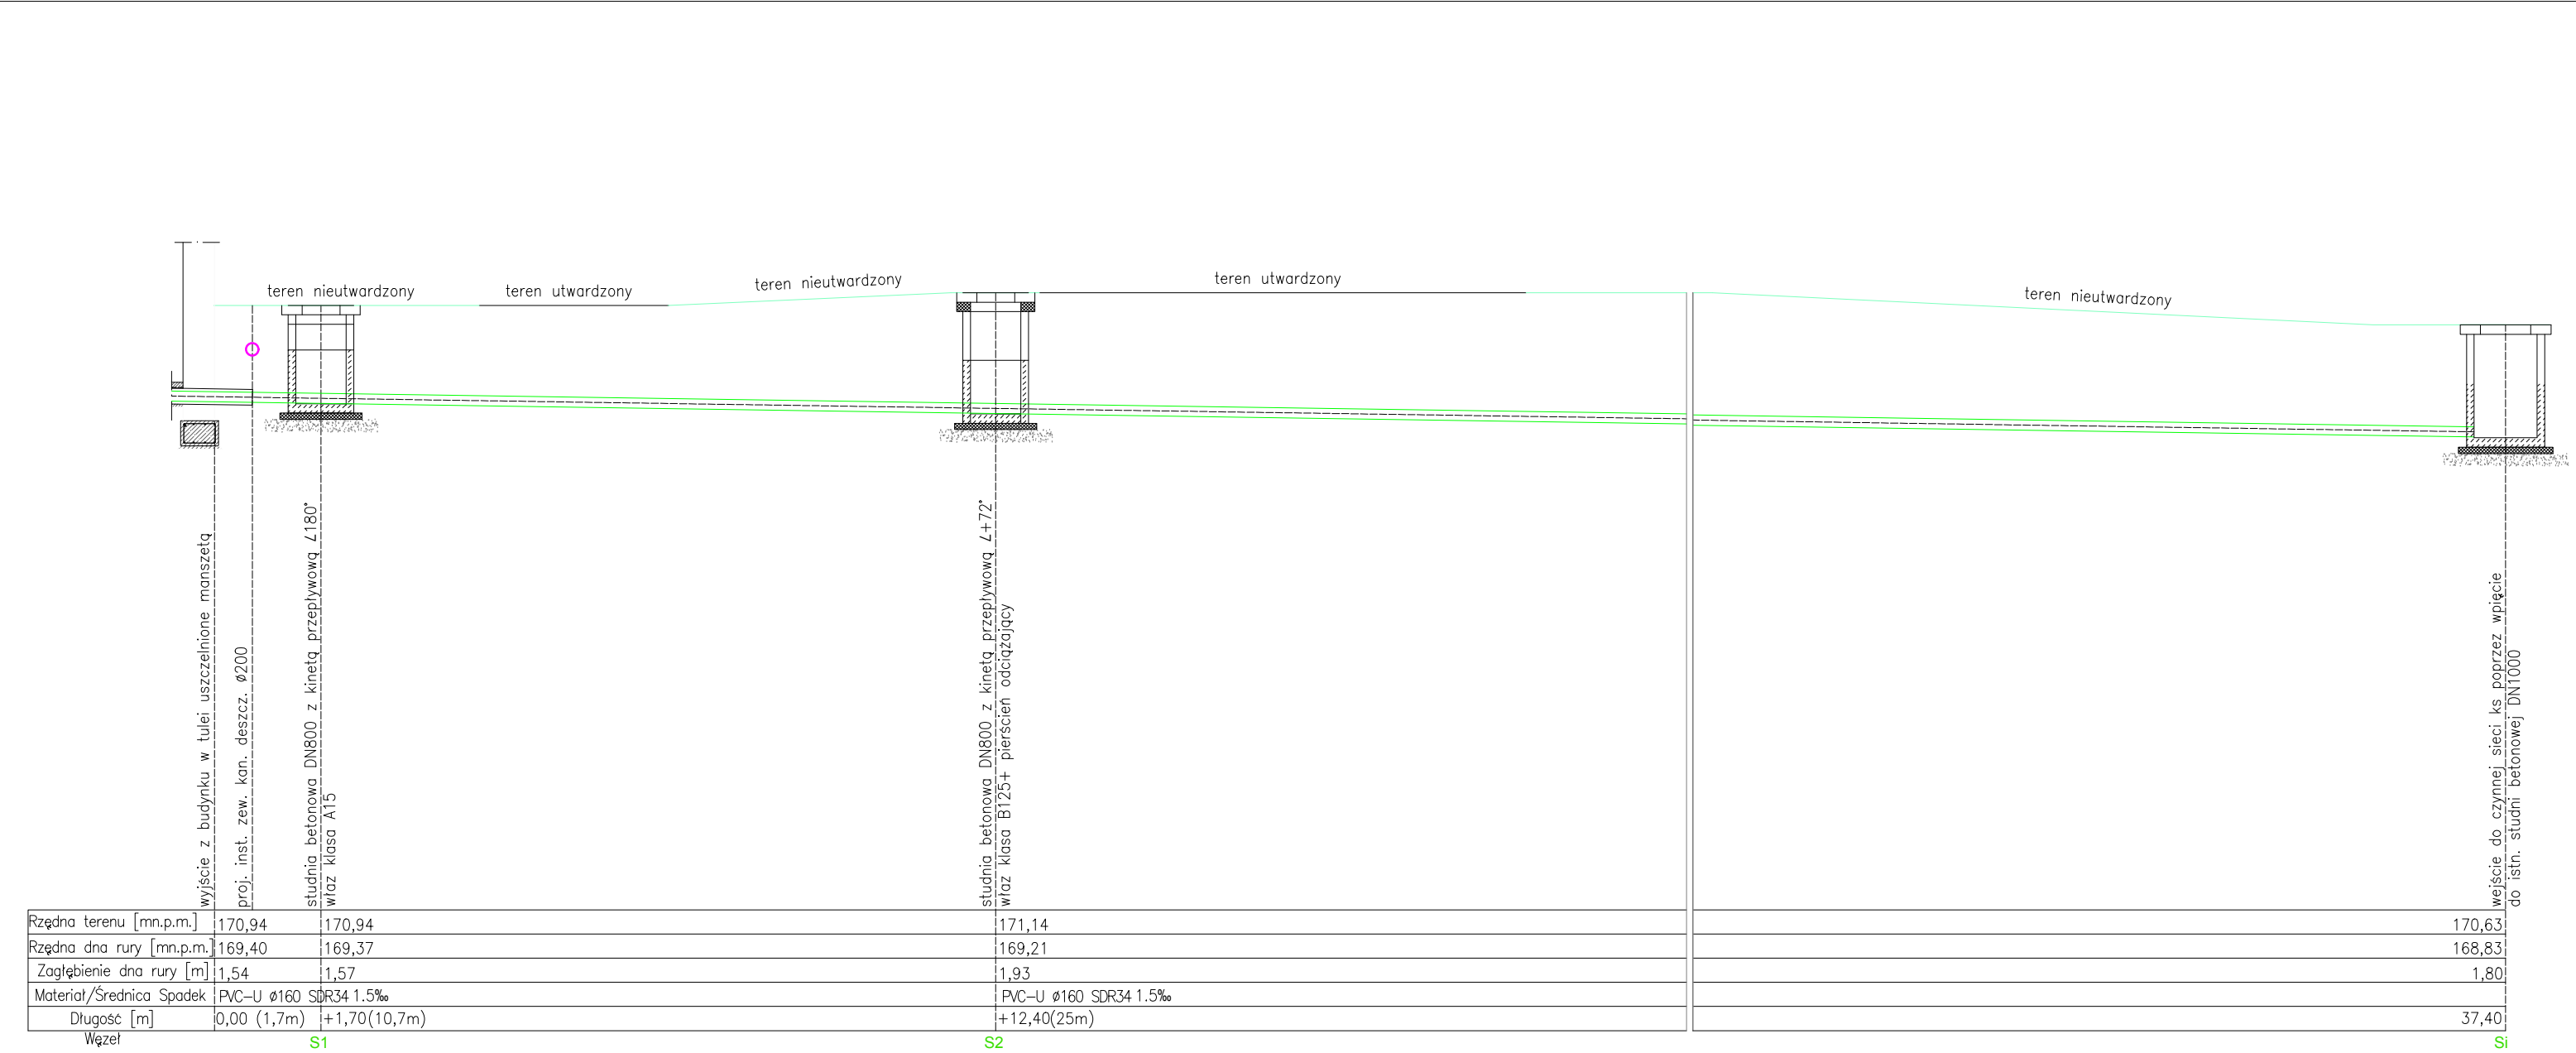 teren nieutwardzony
teren utwardzony
teren nieutwardzony
teren utwardzony
teren nieutwardzony
wyjście z budynku w tulei uszczelnione manszetą
proj. inst. zew. kan. deszcz. ø200
studnia betonowa DN800 z kinetą przepływową ∠180°
właz klasa A15
studnia betonowa DN800 z kinetą przepływową ∠+72°
właz klasa B125+ pierścień odciążający
wejście do czynnej sieci ks poprzez wpięcie
do istn. studni betonowej DN1000
Rzędna terenu [mn.p.m.] 170,94 170,94 171,14 170,63
Rzędna dna rury [mn.p.m.] 169,40 169,37 169,21 168,83
Zagłębienie dna rury [m] 1,54 1,57 1,93 1,80
Materiał/Średnica Spadek PVC-U ø160 SDR34 1.5‰ PVC-U ø160 SDR34 1.5‰
Długość [m] 0,00 (1,7m) +1,70(10,7m) +12,40(25m) 37,40
Węzeł S1 S2 Si